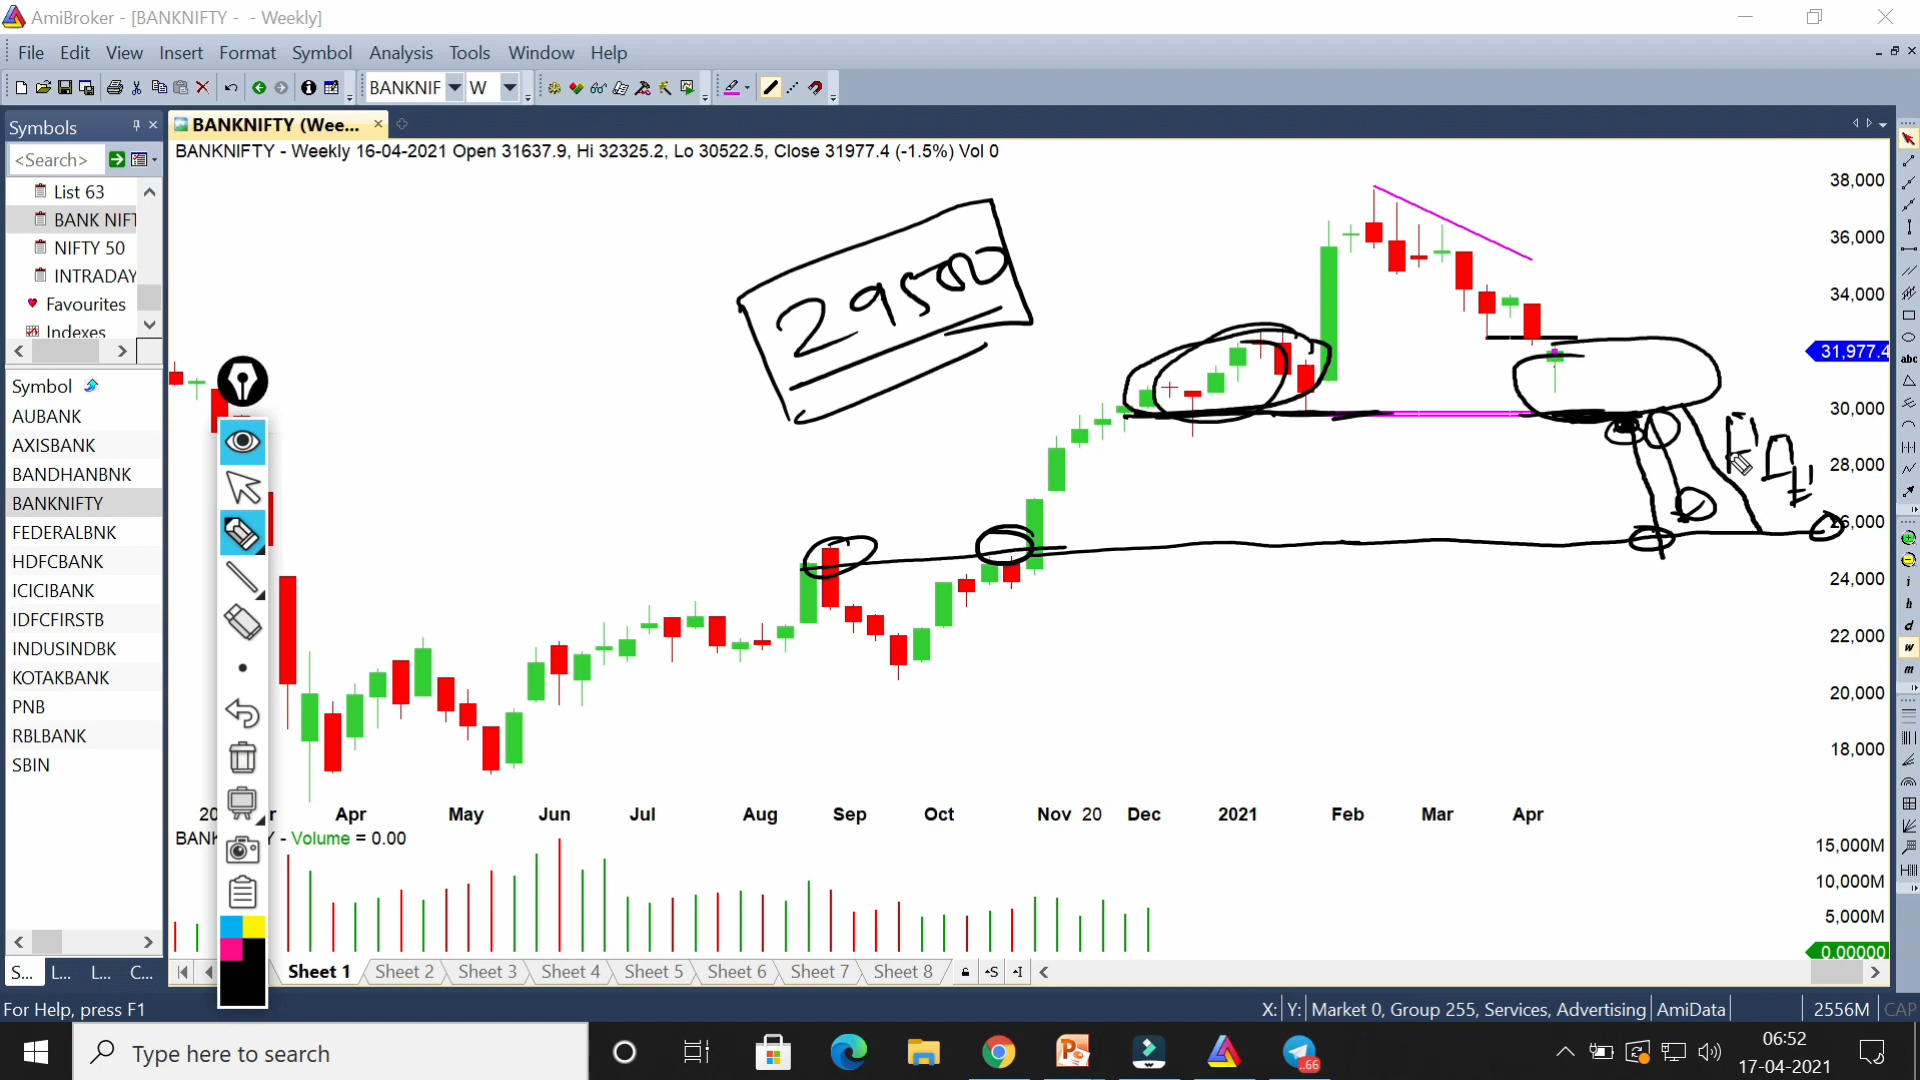 AmiBroker - [BANKNIFTY - - Weekly]
File Edit View Insert Format Symbol Analysis Tools Window Help
BANKNIF W
Symbols
BANKNIFTY (Wee...
<Search>
BANKNIFTY - Weekly 16-04-2021 Open 31637.9, Hi 32325.2, Lo 30522.5, Close 31977.4 (-1.5%) Vol 0
List 63
BANK NIFT
NIFTY 50
INTRADAY
Favourites
Indexes
Symbol
AUBANK
AXISBANK
BANDHANBNK
BANKNIFTY
FEDERALBNK
HDFCBANK
ICICIBANK
IDFCFIRSTB
INDUSINDBK
KOTAKBANK
PNB
RBLBANK
SBIN
29500
38,000
36,000
34,000
31,977.4
30,000
28,000
26,000
24,000
22,000
20,000
18,000
Apr May Jun Jul Aug Sep Oct Nov 20 Dec 2021 Feb Mar Apr
Volume = 0.00
15,000M
10,000M
5,000M
0.00000
abc
i
h
d
w
m
S... L... L... C...
Sheet 1 Sheet 2 Sheet 3 Sheet 4 Sheet 5 Sheet 6 Sheet 7 Sheet 8
For Help, press F1
X: Y: Market 0, Group 255, Services, Advertising AmiData 2556M CAP
Type here to search
..66
06:52
17-04-2021